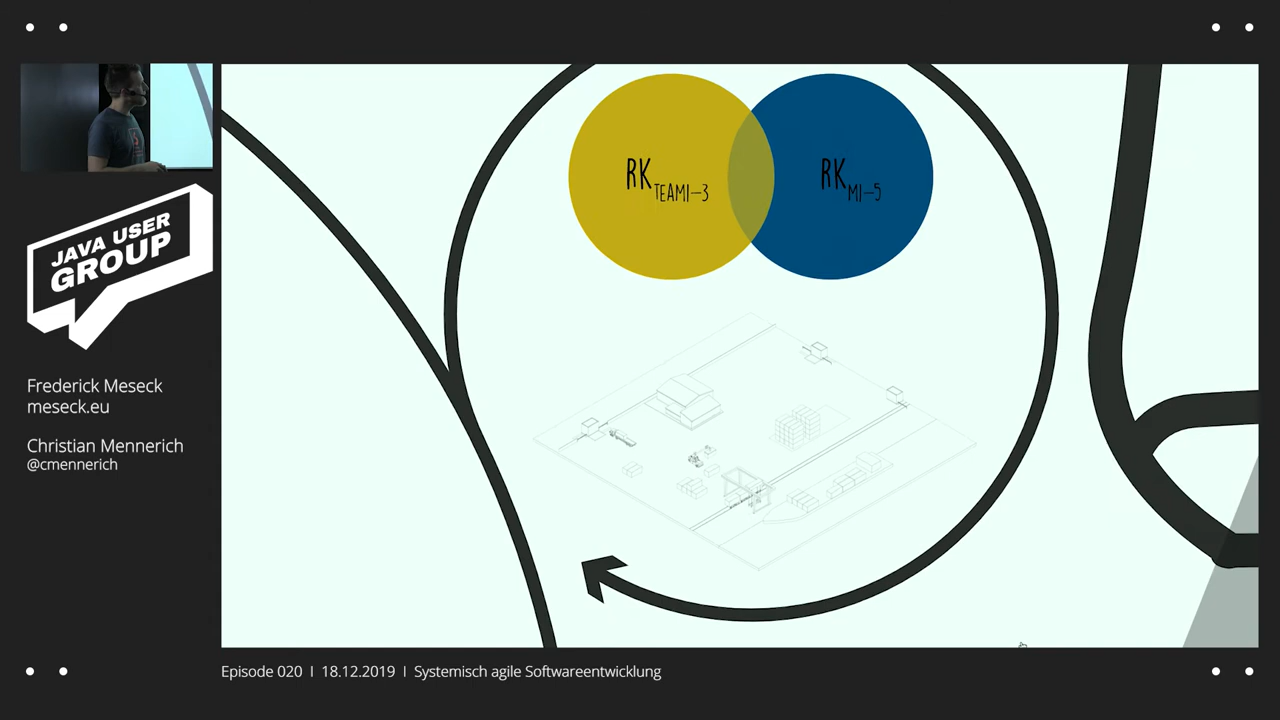 JAVA USER
GROUP
Frederick Meseck
meseck.eu
Christian Mennerich
@cmennerich
RK TEAMI-3
RK MI-5
Episode 020 | 18.12.2019 | Systemisch agile Softwareentwicklung